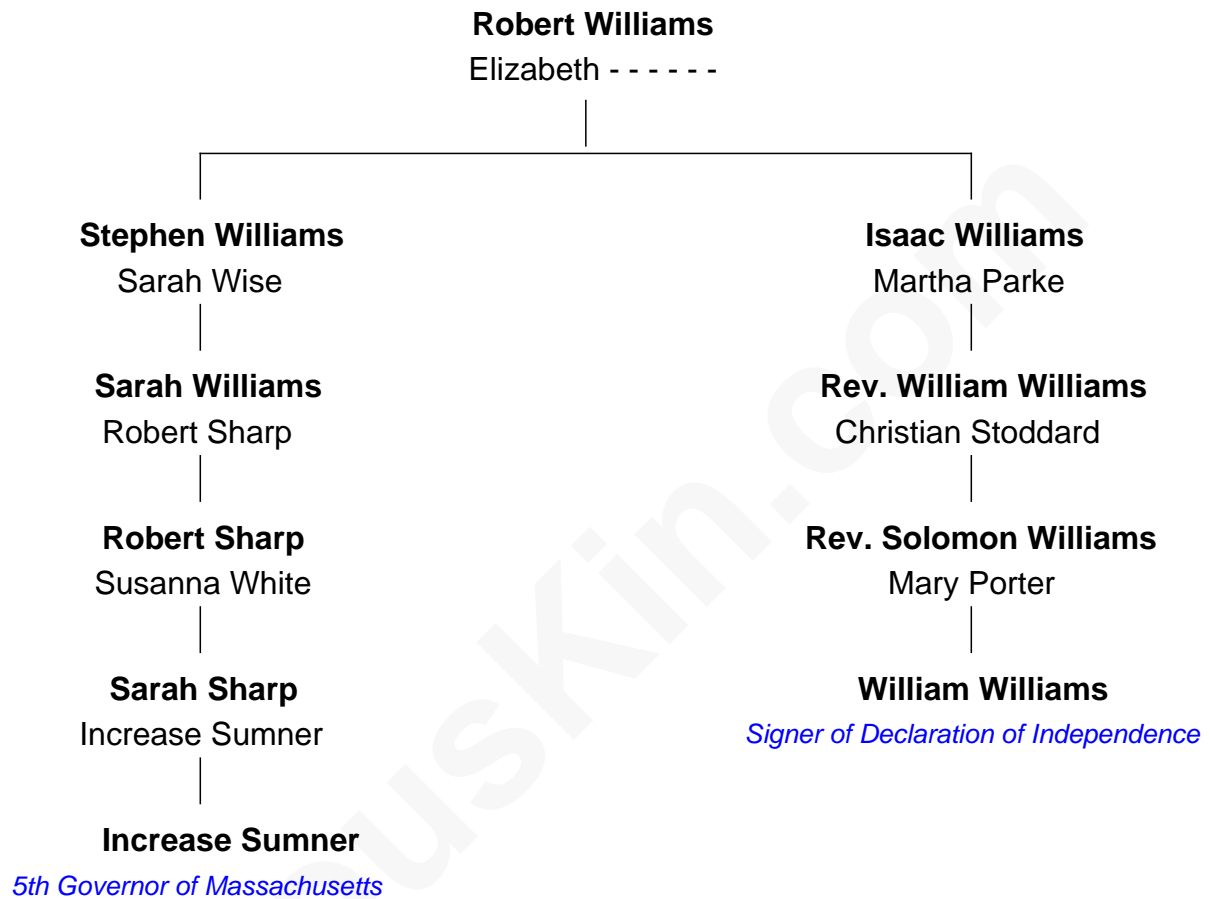 Robert Williams
Elizabeth - - - - - -
Stephen Williams
Sarah Wise
Isaac Williams
Martha Parke
Sarah Williams
Robert Sharp
Rev. William Williams
Christian Stoddard
Robert Sharp
Susanna White
Rev. Solomon Williams
Mary Porter
Sarah Sharp
Increase Sumner
William Williams
Signer of Declaration of Independence
Increase Sumner
5th Governor of Massachusetts
usKin.com